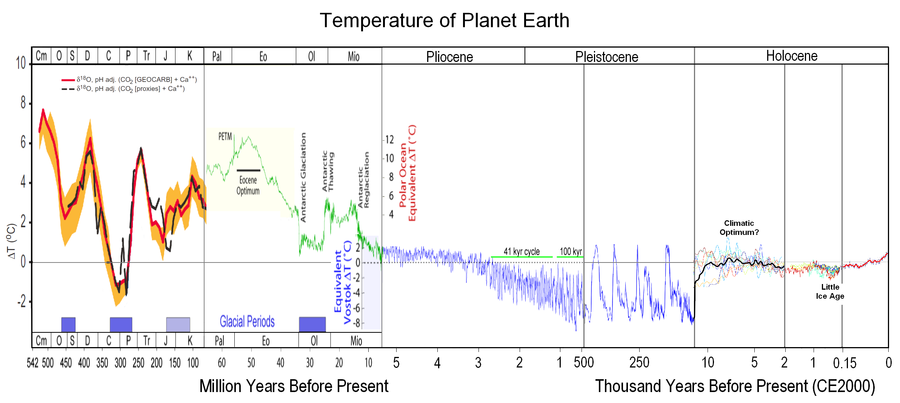 Temperature of Planet Earth
Cm O S D C P Tr J K Pal Eo Ol Mio Pliocene Pleistocene Holocene
δ¹⁸O, pH adj. (CO₂ [GEOCARB] + Ca⁺⁺)
δ¹⁸O, pH adj. (CO₂ [proxies] + Ca⁺⁺)
ΔT (°C)
10
8
6
4
2
0
-2
PETM
Eocene
Optimum
Antarctic Glaciation
Antarctic
Thawing
Antarctic
Reglaciation
12
10
8
6
4
Polar Ocean
Equivalent ΔT (°C)
2
0
-2
-4
-6
-8
Equivalent
Vostok ΔT (°C)
41 kyr cycle
100 kyr
Climatic
Optimum?
Little
Ice Age
Glacial Periods
Cm O S D C P Tr J K Pal Eo Ol Mio
542 500 450 400 350 300 250 200 150 100 60 50 40 30 20 10 5 4 3 2 1 500 250 10 5 2 1 0.15 0
Million Years Before Present
Thousand Years Before Present (CE2000)